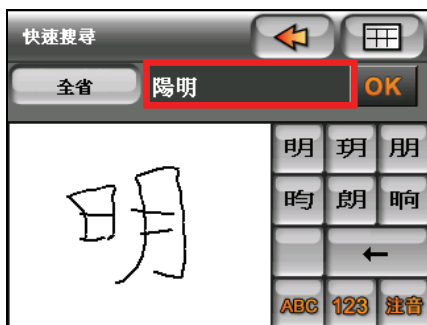 快速搜尋
全省 陽明 OK
明 明 玥 朋
昀 朗 晌
←
ABC 123 注音